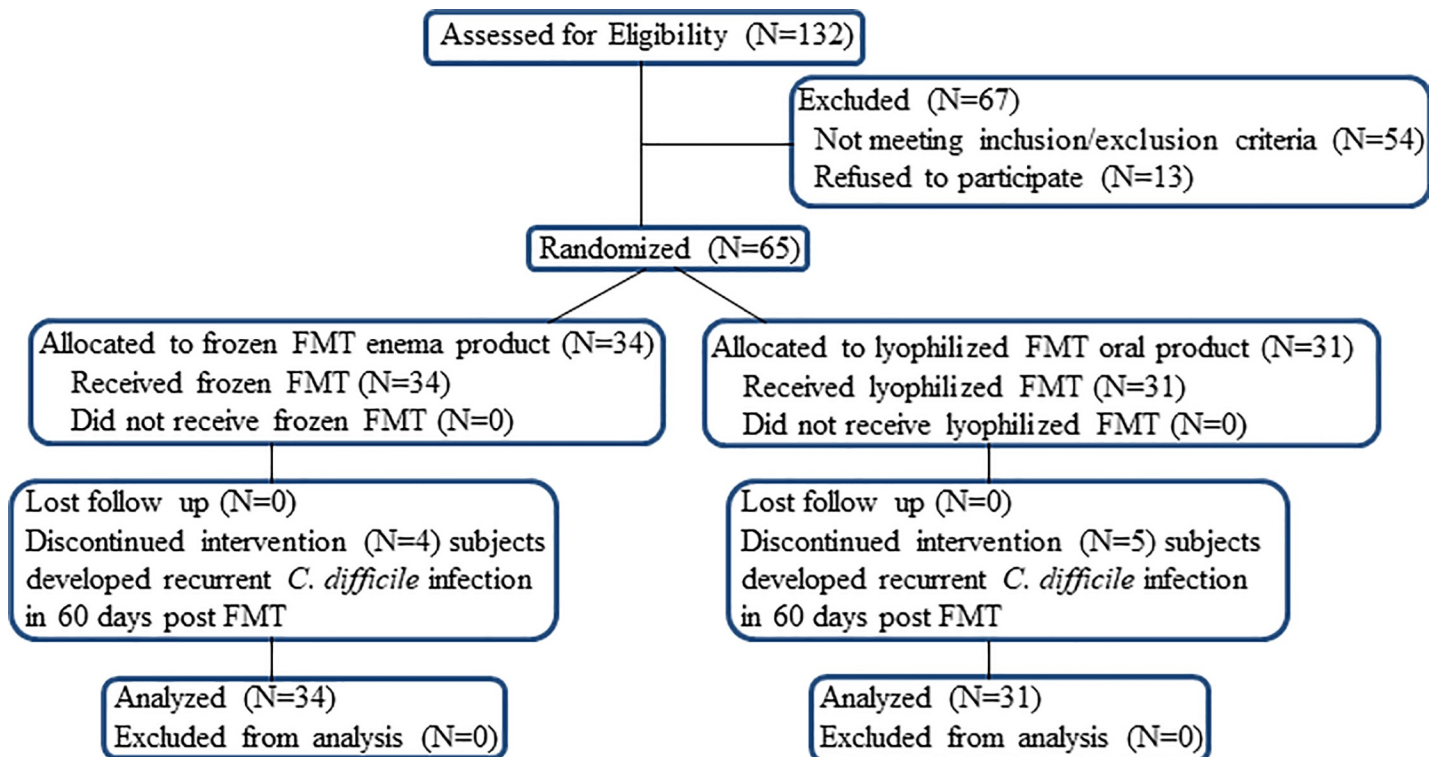 Assessed for Eligibility (N=132)
Excluded (N=67)
Not meeting inclusion/exclusion criteria (N=54)
Refused to participate (N=13)
Randomized (N=65)
Allocated to frozen FMT enema product (N=34)
Received frozen FMT (N=34)
Did not receive frozen FMT (N=0)
Allocated to lyophilized FMT oral product (N=31)
Received lyophilized FMT (N=31)
Did not receive lyophilized FMT (N=0)
Lost follow up (N=0)
Discontinued intervention (N=4) subjects
developed recurrent C. difficile infection
in 60 days post FMT
Lost follow up (N=0)
Discontinued intervention (N=5) subjects
developed recurrent C. difficile infection
in 60 days post FMT
Analyzed (N=34)
Excluded from analysis (N=0)
Analyzed (N=31)
Excluded from analysis (N=0)